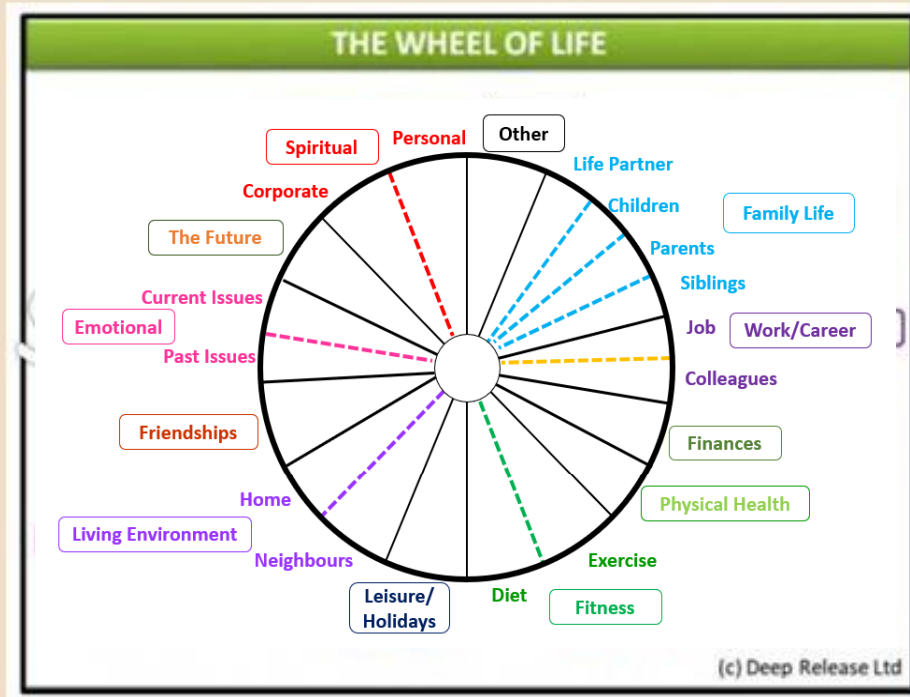 THE WHEEL OF LIFE
Other
Personal
Spiritual
Life Partner
Corporate
Children
Family Life
The Future
Parents
Siblings
Current Issues
Emotional
Job
Work/Career
Past Issues
Colleagues
Friendships
Finances
Home
Physical Health
Living Environment
Neighbours
Exercise
Leisure/
Holidays
Diet
Fitness
(c) Deep Release Ltd